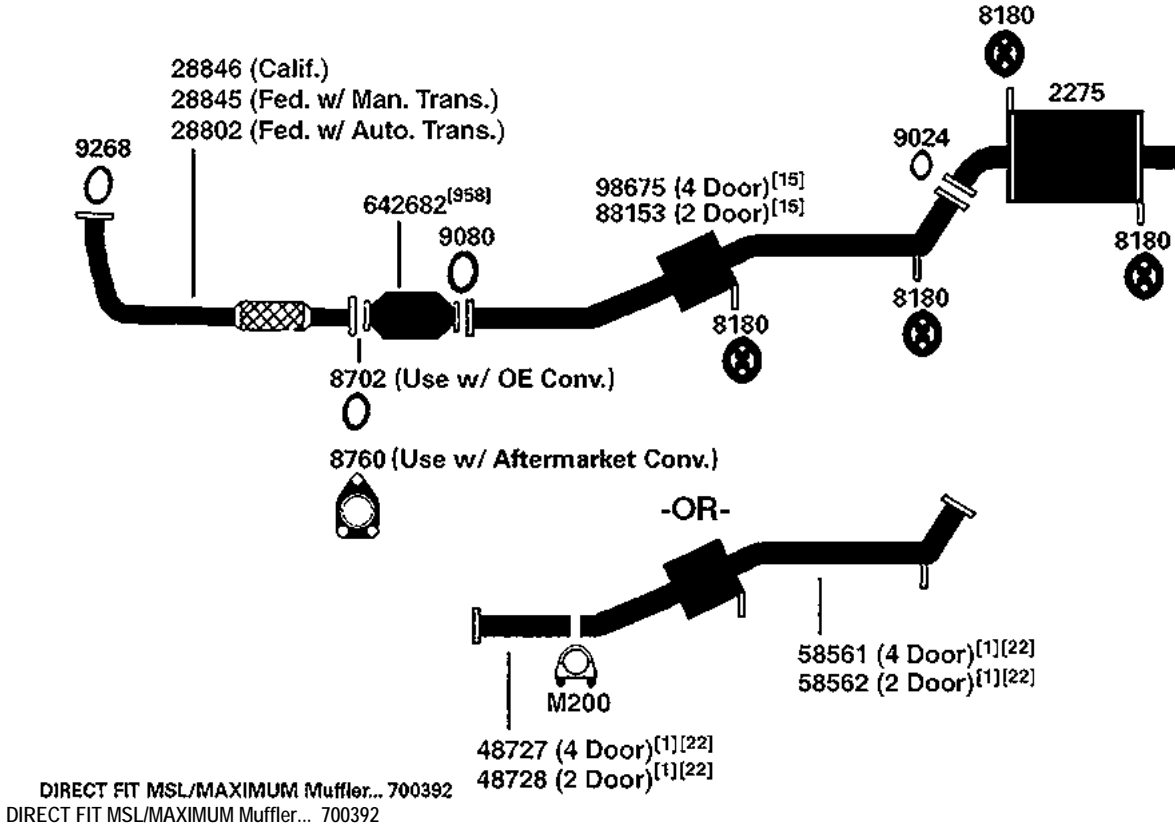 8180
28846 (Calif.)
28845 (Fed. w/ Man. Trans.)
28802 (Fed. w/ Auto. Trans.)
2275
9268
9024
642682[958]
98675 (4 Door)[15]
88153 (2 Door)[15]
9080
8180
8180
8180
8702 (Use w/ OE Conv.)
8760 (Use w/ Aftermarket Conv.)
-OR-
58561 (4 Door)[1][22]
58562 (2 Door)[1][22]
M200
48727 (4 Door)[1][22]
48728 (2 Door)[1][22]
DIRECT FIT MSL/MAXIMUM Muffler... 700392
DIRECT FIT MSL/MAXIMUM Muffler... 700392